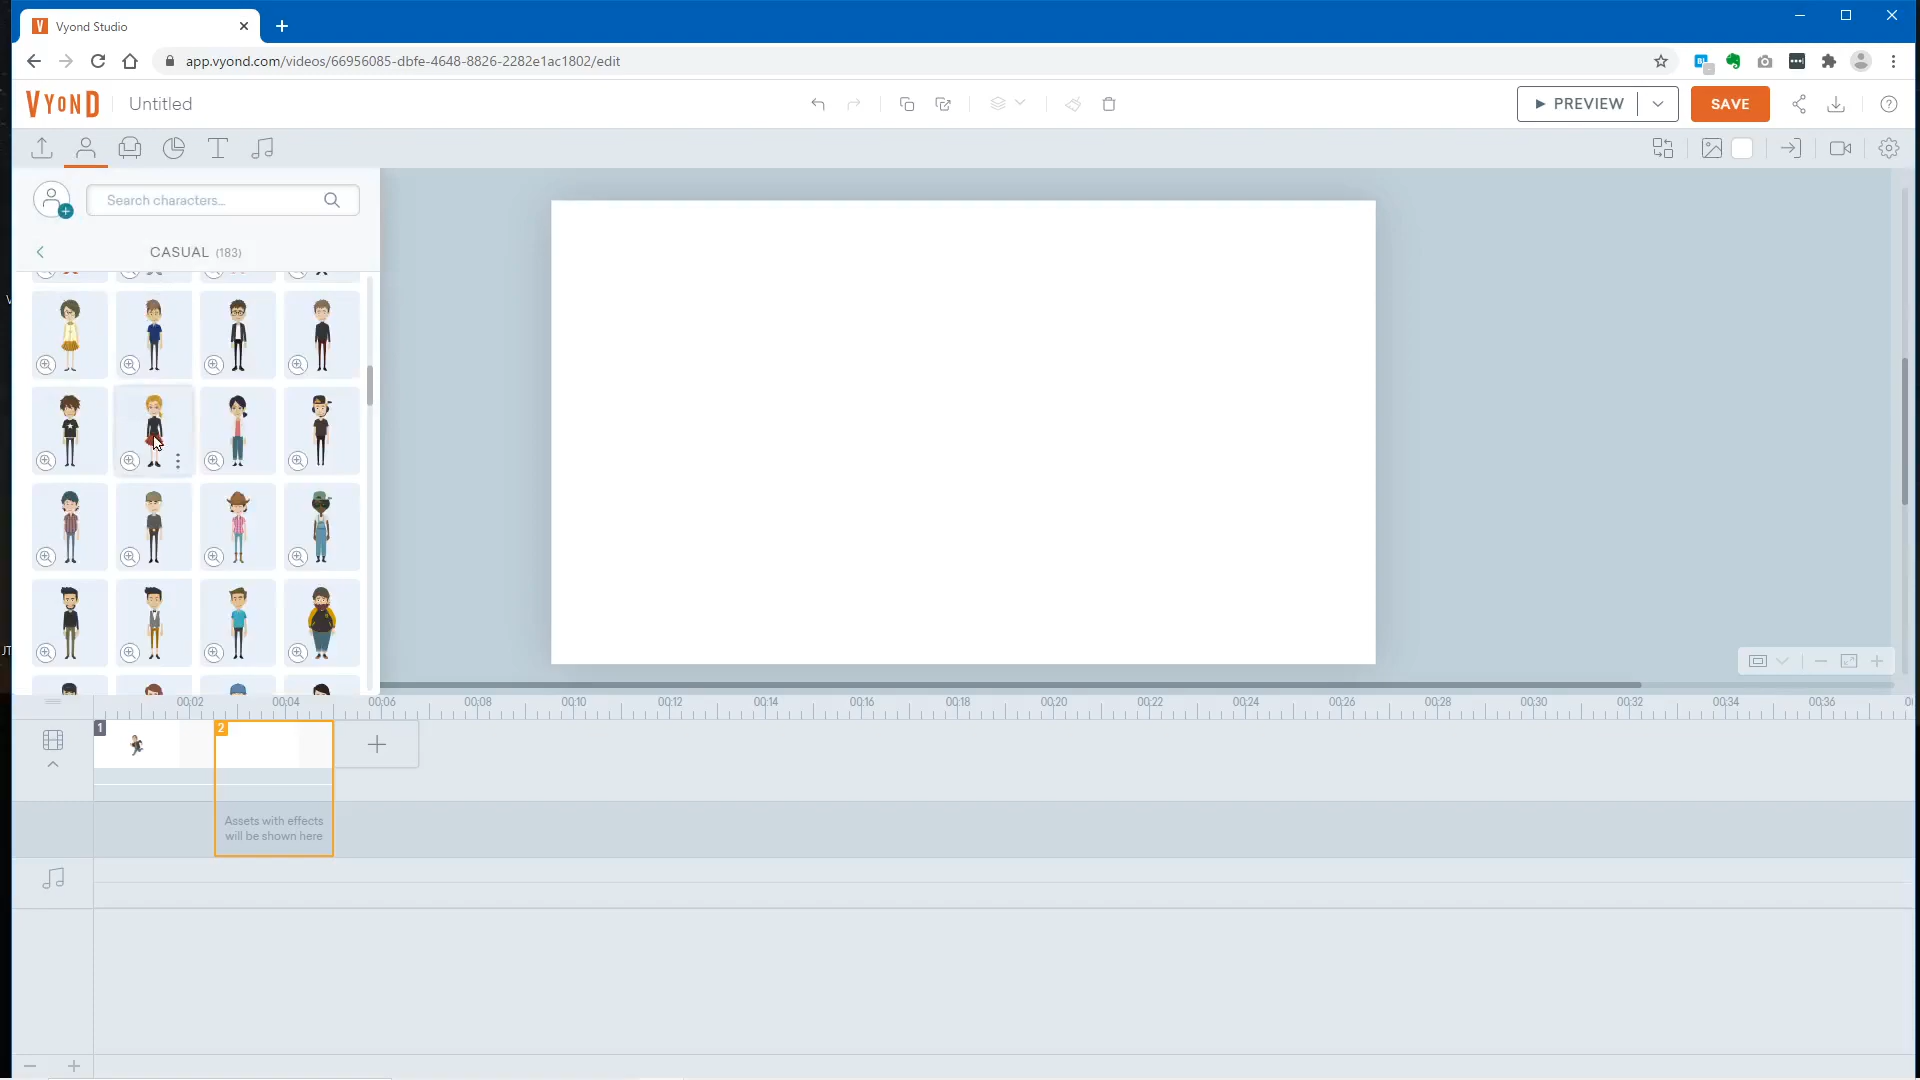 Vyond Studio
app.vyond.com/videos/66956085-dbfe-4648-8826-2282e1ac1802/edit
VYOND
Untitled
PREVIEW
SAVE
Search characters...
CASUAL (183)
00:02 00:04 00:06 00:08 00:10 00:12 00:14 00:16 00:18 00:20 00:22 00:24 00:26 00:28 00:30 00:32 00:34 00:36
1
2
Assets with effects
will be shown here